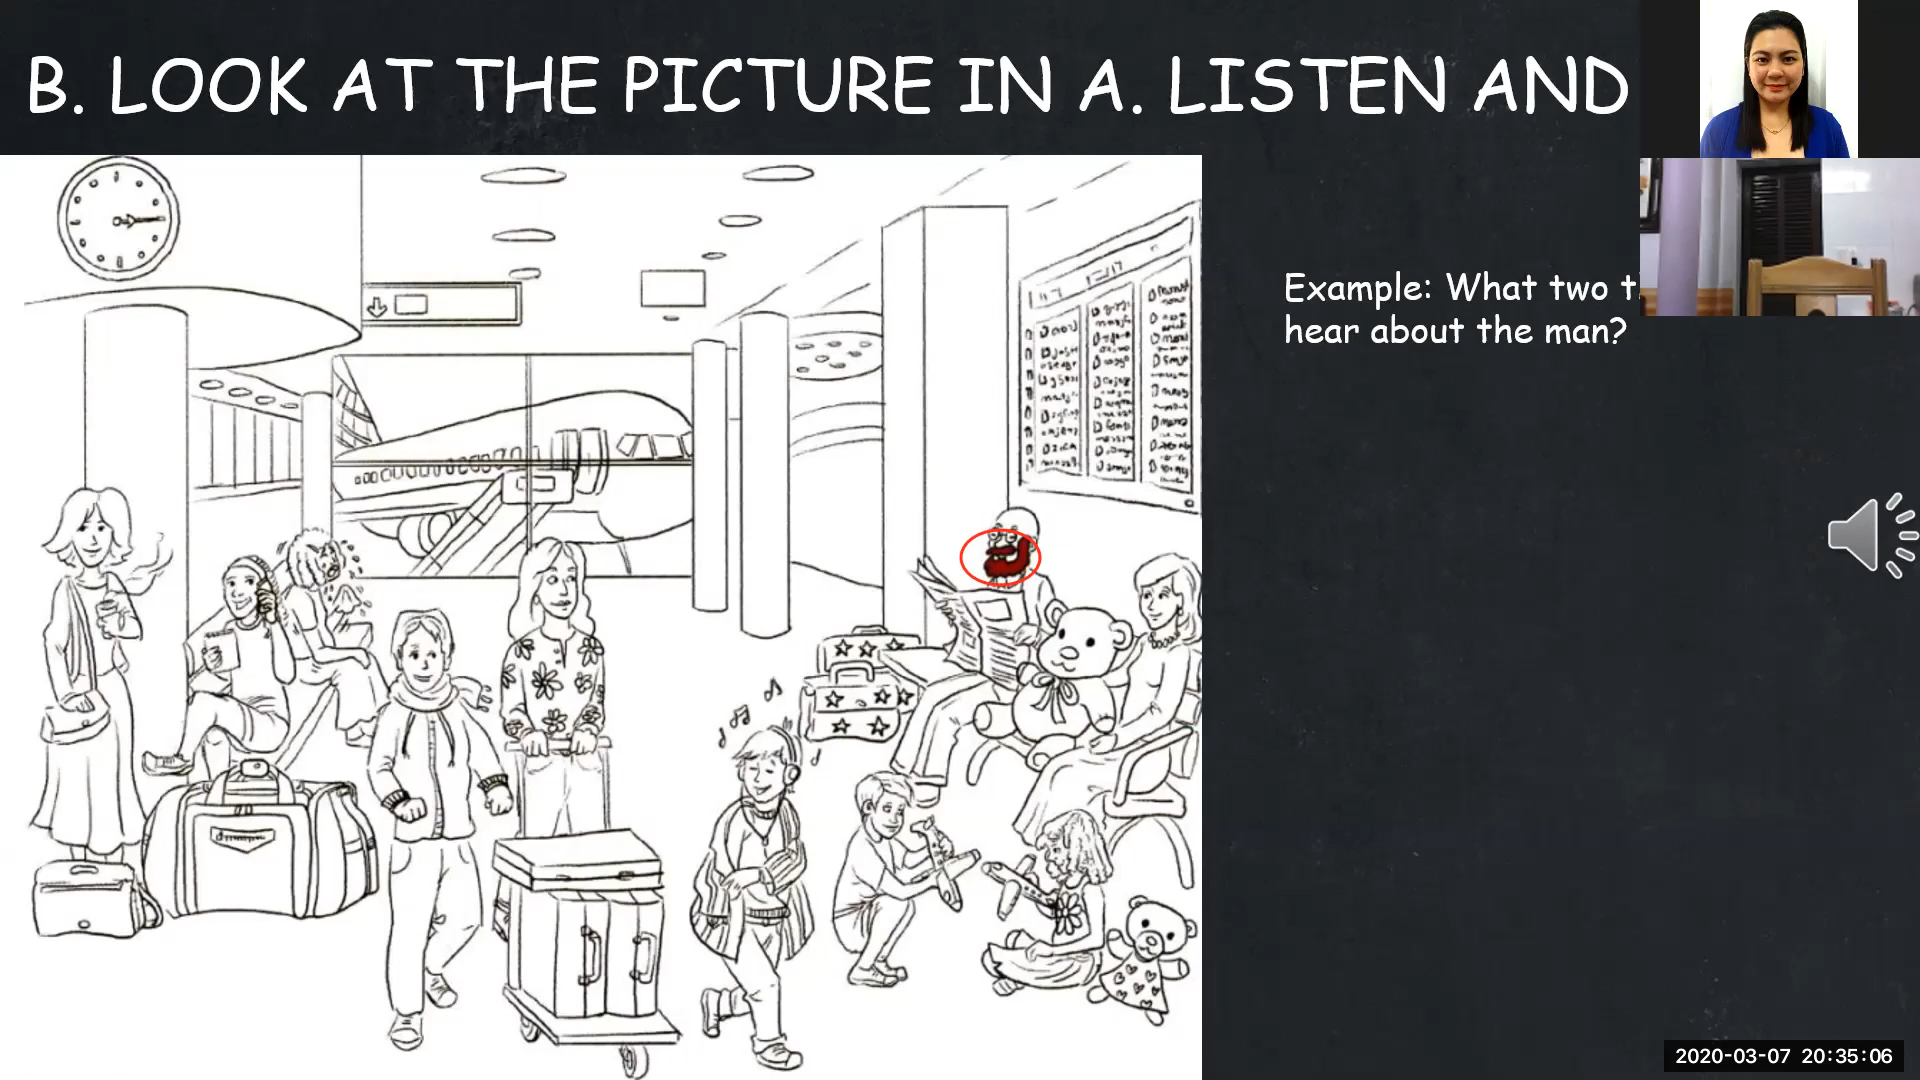 B. LOOK AT THE PICTURE IN A. LISTEN AND
Example: What two
hear about the man?
2020-03-07 20:35:06